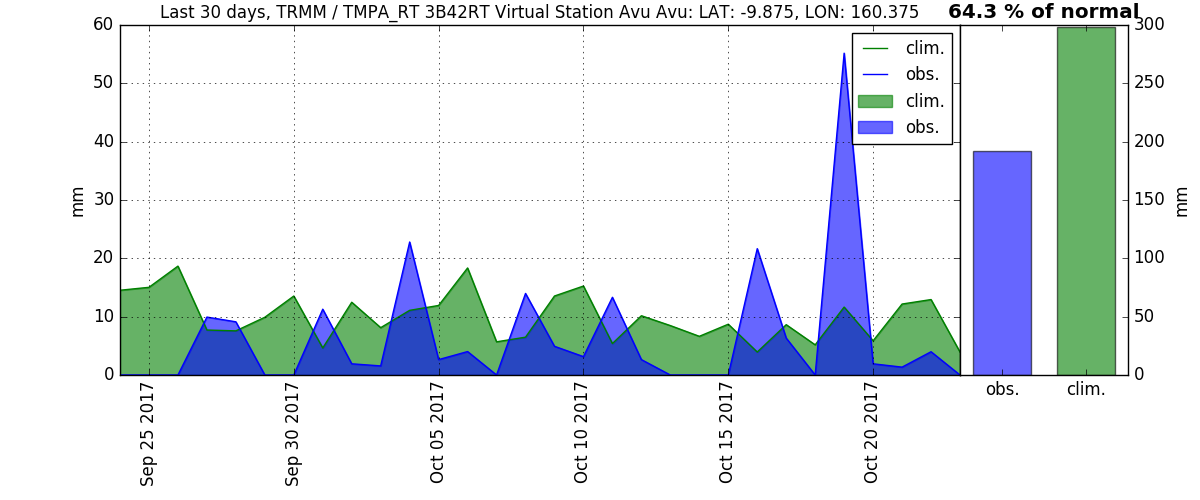 Last 30 days, TRMM / TMPA_RT 3B42RT Virtual Station Avu Avu: LAT: -9.875, LON: 160.375
64.3 % of normal
60
50
40
30
20
10
0
mm
clim.
obs.
clim.
obs.
300
250
200
150
100
50
0
mm
obs.
clim.
Sep 25 2017
Sep 30 2017
Oct 05 2017
Oct 10 2017
Oct 15 2017
Oct 20 2017